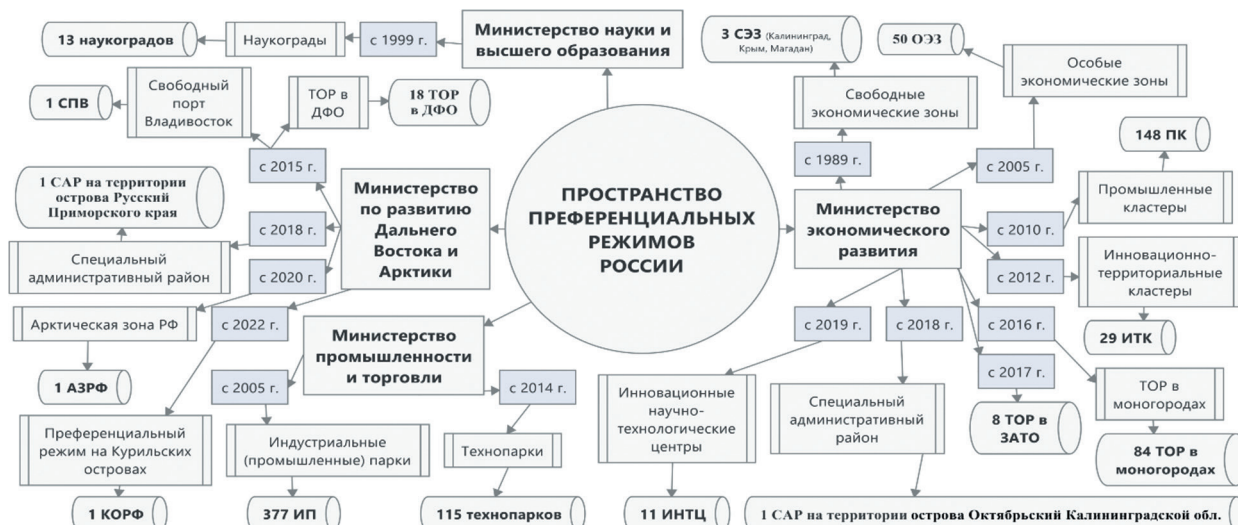 13 наукоградов
Наукограды
с 1999 г.
Министерство науки и
высшего образования
3 СЭЗ (Калининград,
Крым, Магадан)
50 ОЭЗ
Особые
экономические зоны
1 СПВ
Свободный
порт
Владивосток
ТОР в
ДФО
18 ТОР
в ДФО
Свободные
экономические зоны
148 ПК
с 2015 г.
с 1989 г.
с 2005 г.
1 САР на территории
острова Русский
Приморского края
Министерство
по развитию
Дальнего
Востока и
Арктики
ПРОСТРАНСТВО
ПРЕФЕРЕНЦИАЛЬНЫХ
РЕЖИМОВ
РОССИИ
Министерство
экономического
развития
Промышленные
кластеры
с 2018 г.
с 2010 г.
Специальный
административный район
с 2020 г.
с 2012 г.
Инновационно-
территориальные
кластеры
Арктическая зона РФ
с 2022 г.
Министерство
промышленности
и торговли
с 2019 г.
с 2018 г.
с 2016 г.
29 ИТК
1 АЗРФ
с 2005 г.
с 2014 г.
с 2017 г.
Инновационные
научно-
технологические
центры
Специальный
административный
район
8 ТОР в
ЗАТО
ТОР в
моногородах
Преференциальный
режим на Курильских
островах
Индустриальные
(промышленные) парки
Технопарки
84 ТОР в
моногородах
1 КОРФ
377 ИП
115 технопарков
11 ИНТЦ
1 САР на территории острова Октябрьский Калининградской обл.